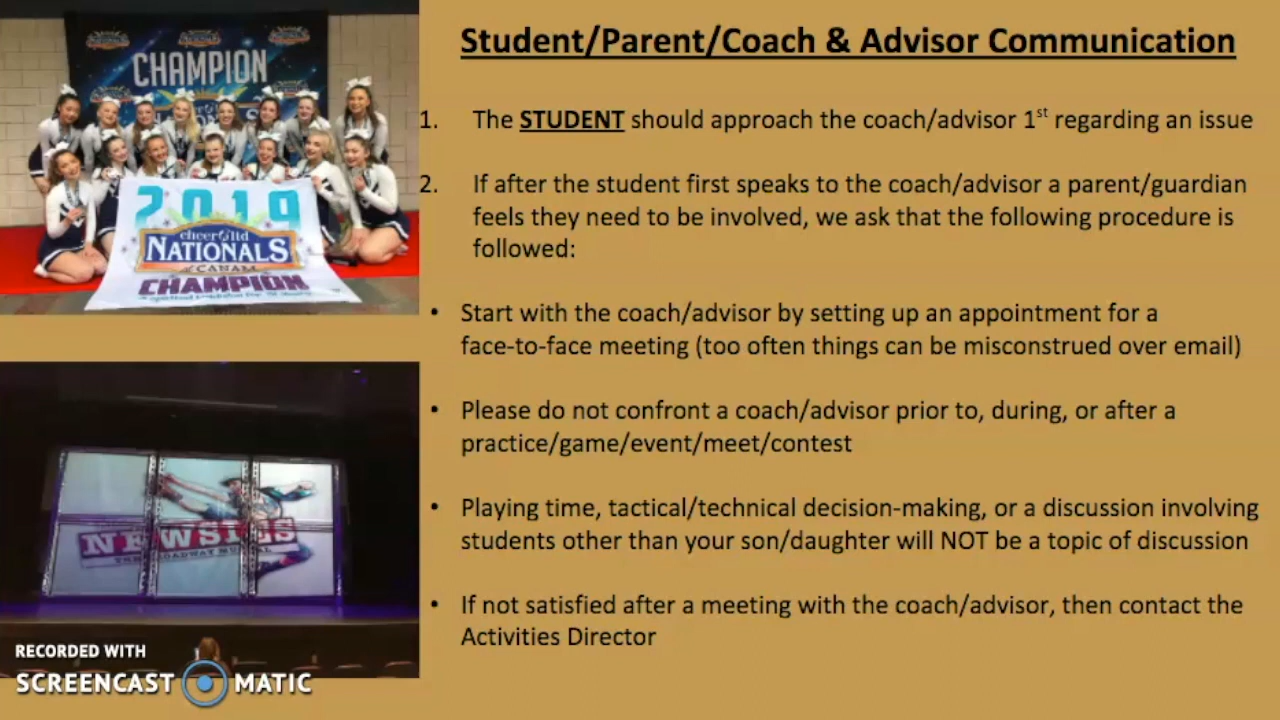 Student/Parent/Coach & Advisor Communication
1. The STUDENT should approach the coach/advisor 1st regarding an issue
2. If after the student first speaks to the coach/advisor a parent/guardian
feels they need to be involved, we ask that the following procedure is
followed:
• Start with the coach/advisor by setting up an appointment for a
face-to-face meeting (too often things can be misconstrued over email)
• Please do not confront a coach/advisor prior to, during, or after a
practice/game/event/meet/contest
• Playing time, tactical/technical decision-making, or a discussion involving
students other than your son/daughter will NOT be a topic of discussion
• If not satisfied after a meeting with the coach/advisor, then contact the
Activities Director
CHAMPION
2019
NATIONALS
at CANAM
CHAMPION
NEWSIES
THE BROADWAY MUSICAL
RECORDED WITH
SCREENCAST MATIC